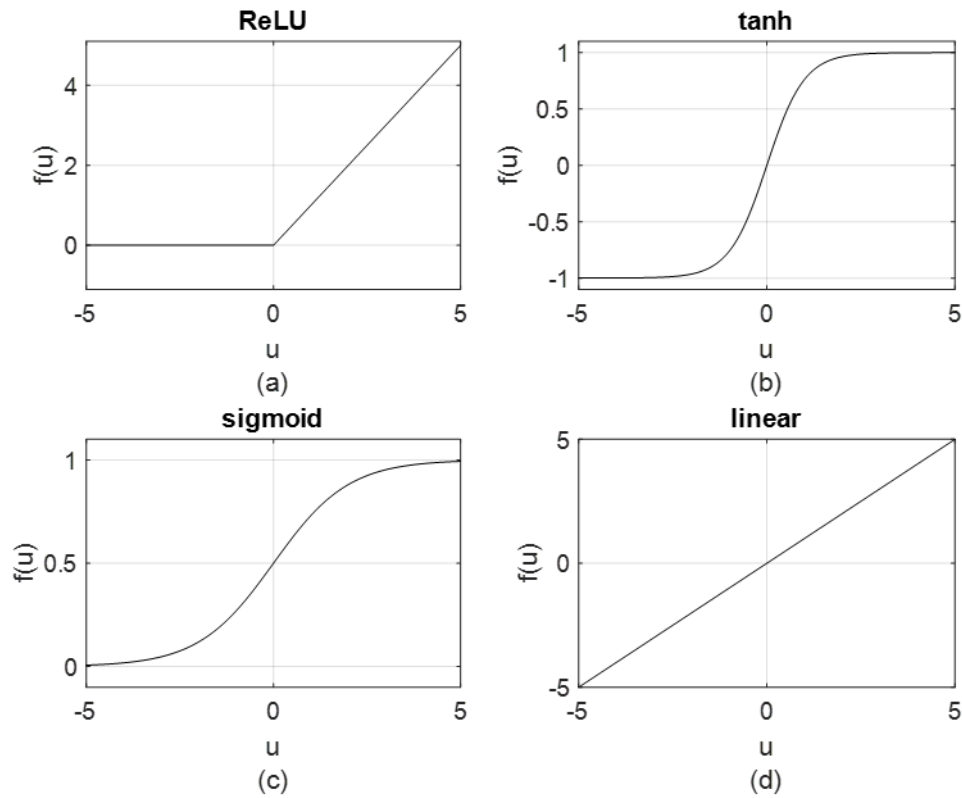 ReLU
4
2
0
f(u)
-5 0 5
u
(a)
tanh
1
0.5
0
-0.5
-1
f(u)
-5 0 5
u
(b)
sigmoid
1
0.5
0
f(u)
-5 0 5
u
(c)
linear
5
0
-5
f(u)
-5 0 5
u
(d)